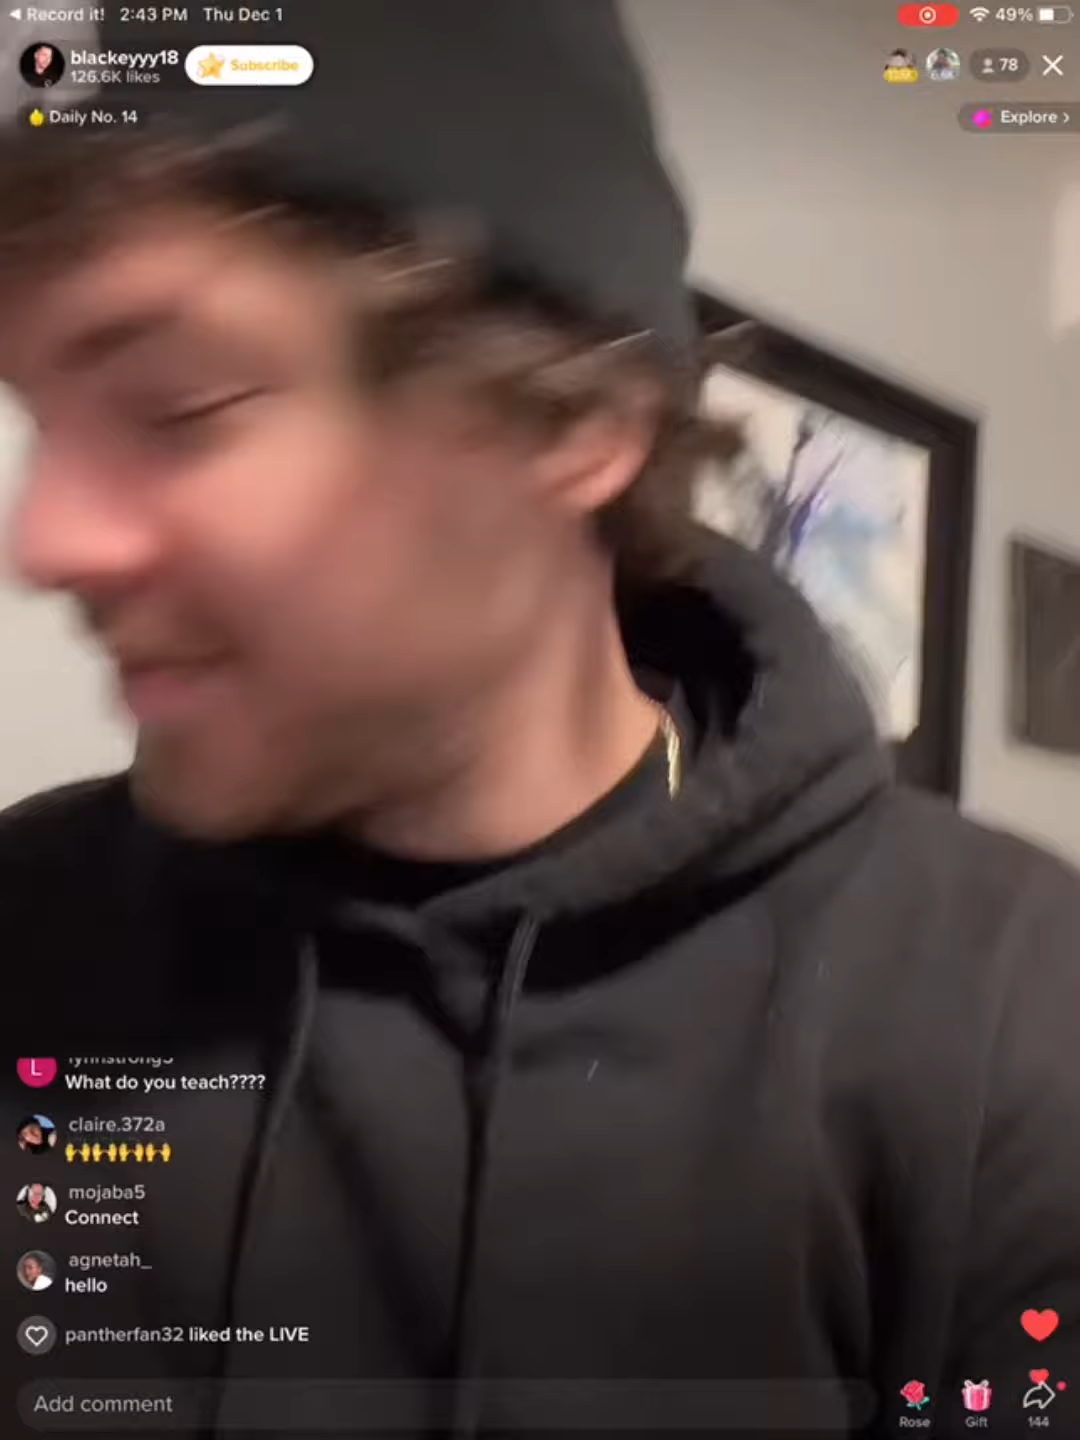 Record it! 2:43 PM Thu Dec 1 49%
blackeyyy18
126.6K likes
Subscribe
78
Daily No. 14
Explore >
L
What do you teach????
claire.372a
mojaba5
Connect
agnetah_
hello
pantherfan32 liked the LIVE
Add comment
Rose
Gift
144